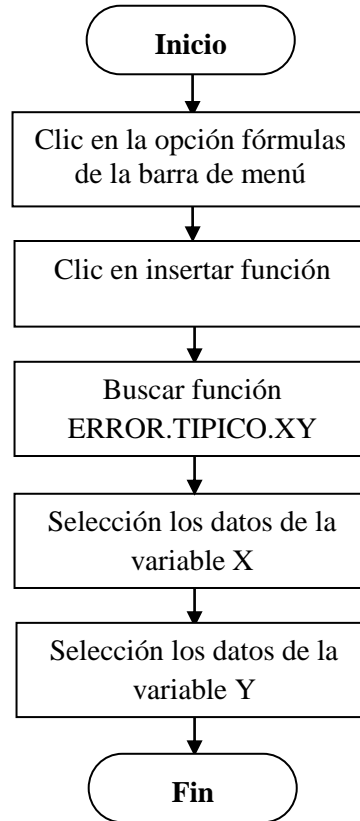 Inicio
Clic en la opción fórmulas
de la barra de menú
Clic en insertar función
Buscar función
ERROR.TIPICO.XY
Selección los datos de la
variable X
Selección los datos de la
variable Y
Fin